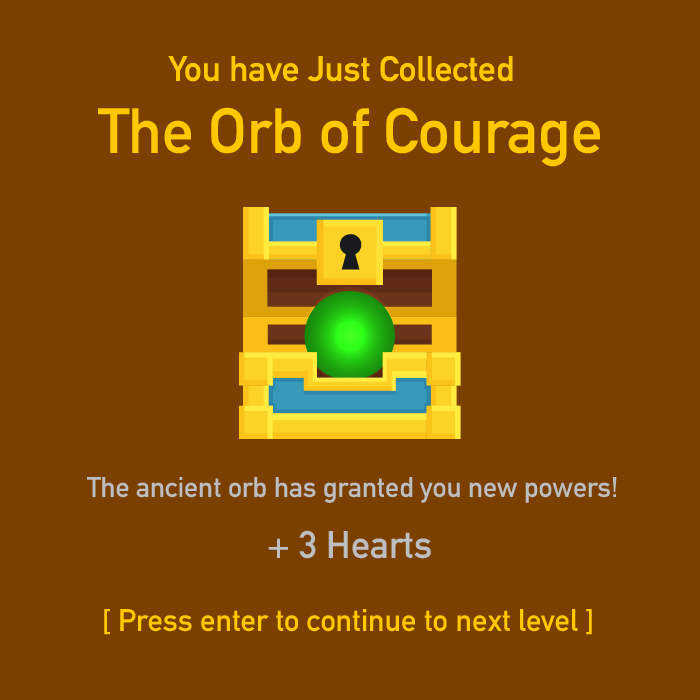 You have Just Collected
The Orb of Courage
The ancient orb has granted you new powers!
+ 3 Hearts
[ Press enter to continue to next level ]